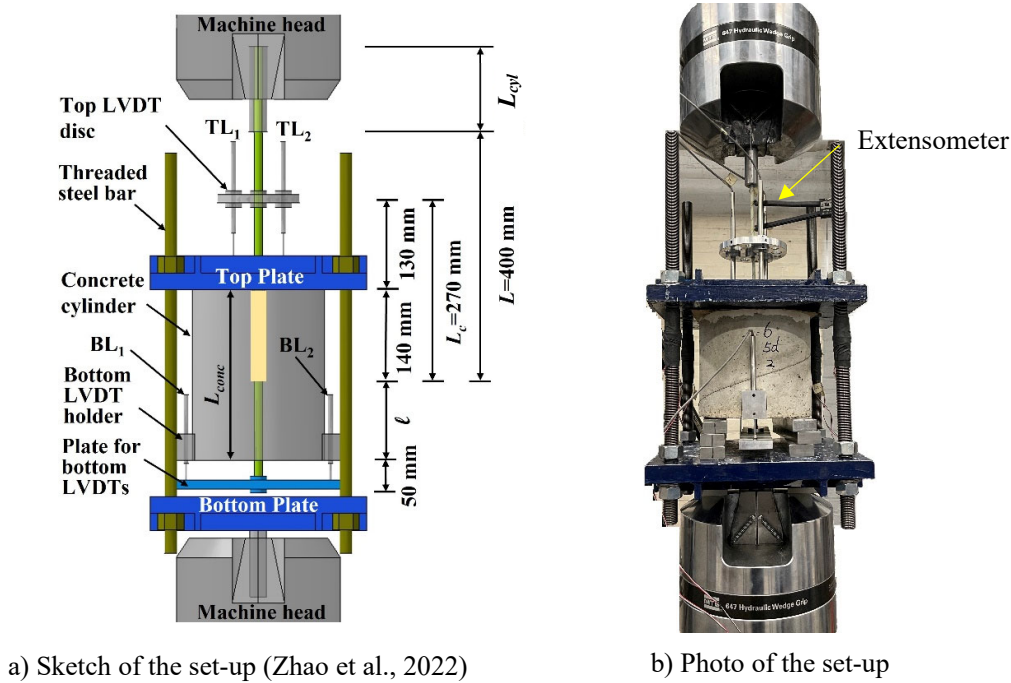 Machine head
Top LVDT
disc
TL1
TL2
Threaded
steel bar
Lcyl
L=400 mm
130 mm
Lc=270 mm
Top Plate
Concrete
cylinder
140 mm
Lconc
BL1
BL2
Bottom
LVDT
holder
ℓ
Plate for
bottom
LVDTs
50 mm
Bottom Plate
Machine head
a) Sketch of the set-up (Zhao et al., 2022)
647 Hydraulic Wedge Grip
Extensometer
6
5d
2
647 Hydraulic Wedge Grip
b) Photo of the set-up